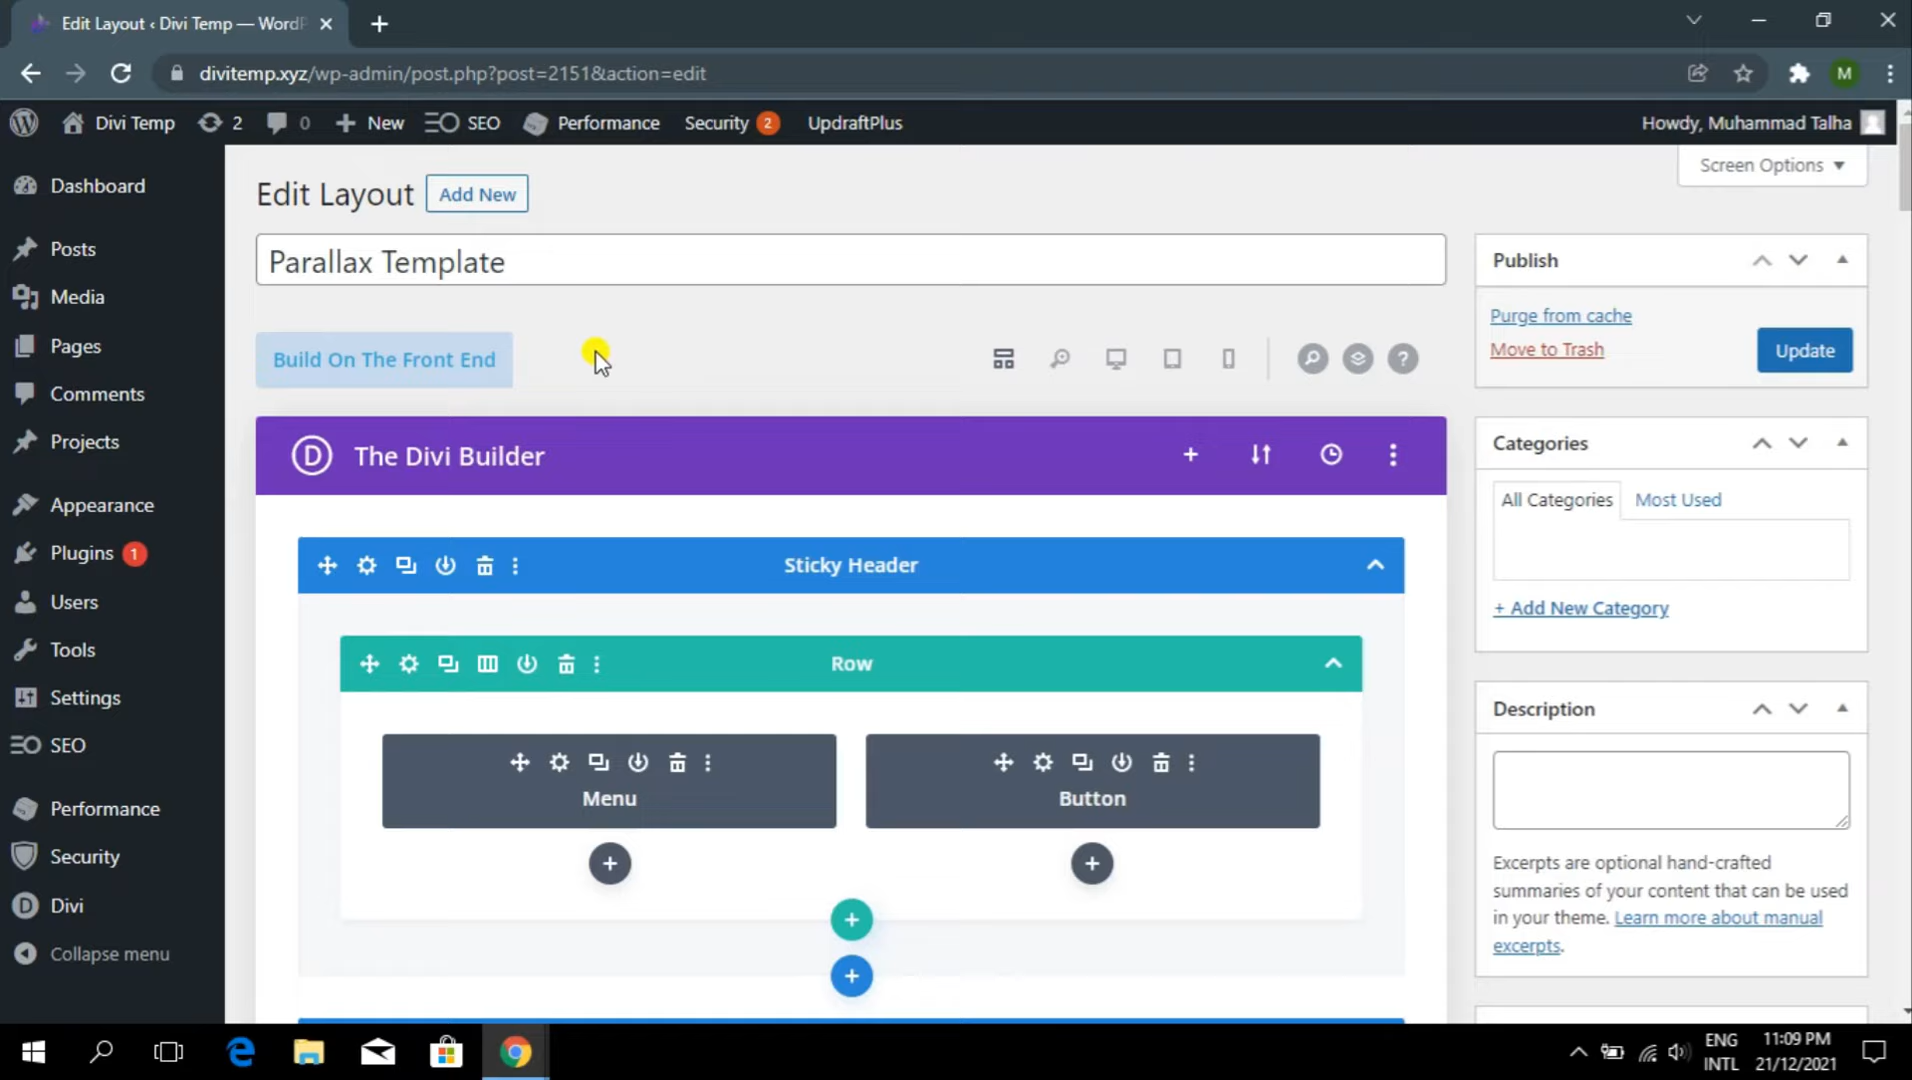 Edit Layout ‹ Divi Temp — WordP
divitemp.xyz/wp-admin/post.php?post=2151&action=edit
M
Divi Temp
2
0
New
SEO
Performance
Security 2
UpdraftPlus
Howdy, Muhammad Talha
Dashboard
Posts
Media
Pages
Comments
Projects
Appearance
Plugins 1
Users
Tools
Settings
SEO
Performance
Security
Divi
Collapse menu
Screen Options
Edit Layout
Add New
Parallax Template
Build On The Front End
?
D The Divi Builder
Sticky Header
Row
Menu
Button
Publish
Purge from cache
Move to Trash
Update
Categories
All Categories
Most Used
+ Add New Category
Description
Excerpts are optional hand-crafted
summaries of your content that can be used
in your theme. Learn more about manual
excerpts.
ENG
INTL
11:09 PM
21/12/2021